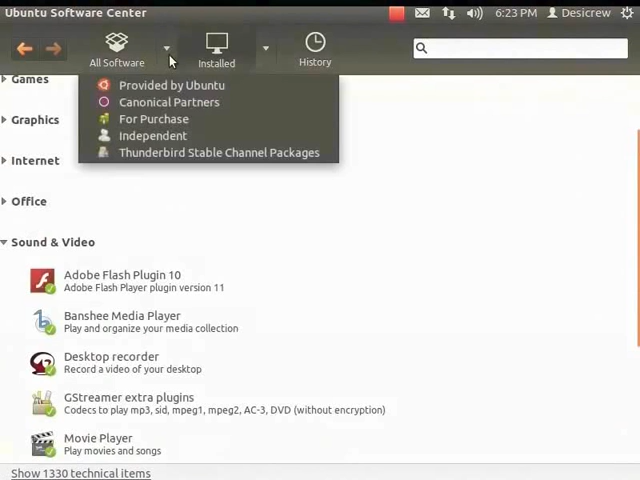 Ubuntu Software Center
6:23 PM
Desicrew
All Software
Installed
History
Provided by Ubuntu
Canonical Partners
For Purchase
Independent
Thunderbird Stable Channel Packages
Games
Graphics
Internet
Office
Sound & Video
Adobe Flash Plugin 10
Adobe Flash Player plugin version 11
Banshee Media Player
Play and organize your media collection
Desktop recorder
Record a video of your desktop
GStreamer extra plugins
Codecs to play mp3, sid, mpeg1, mpeg2, AC-3, DVD (without encryption)
Movie Player
Play movies and songs
Show 1330 technical items